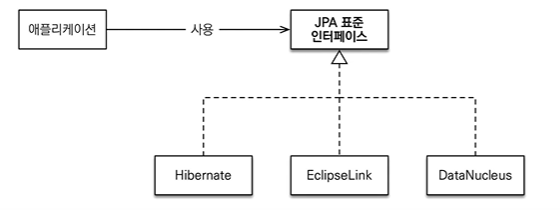 애플리케이션
사용
JPA 표준
인터페이스
Hibernate
EclipseLink
DataNucleus